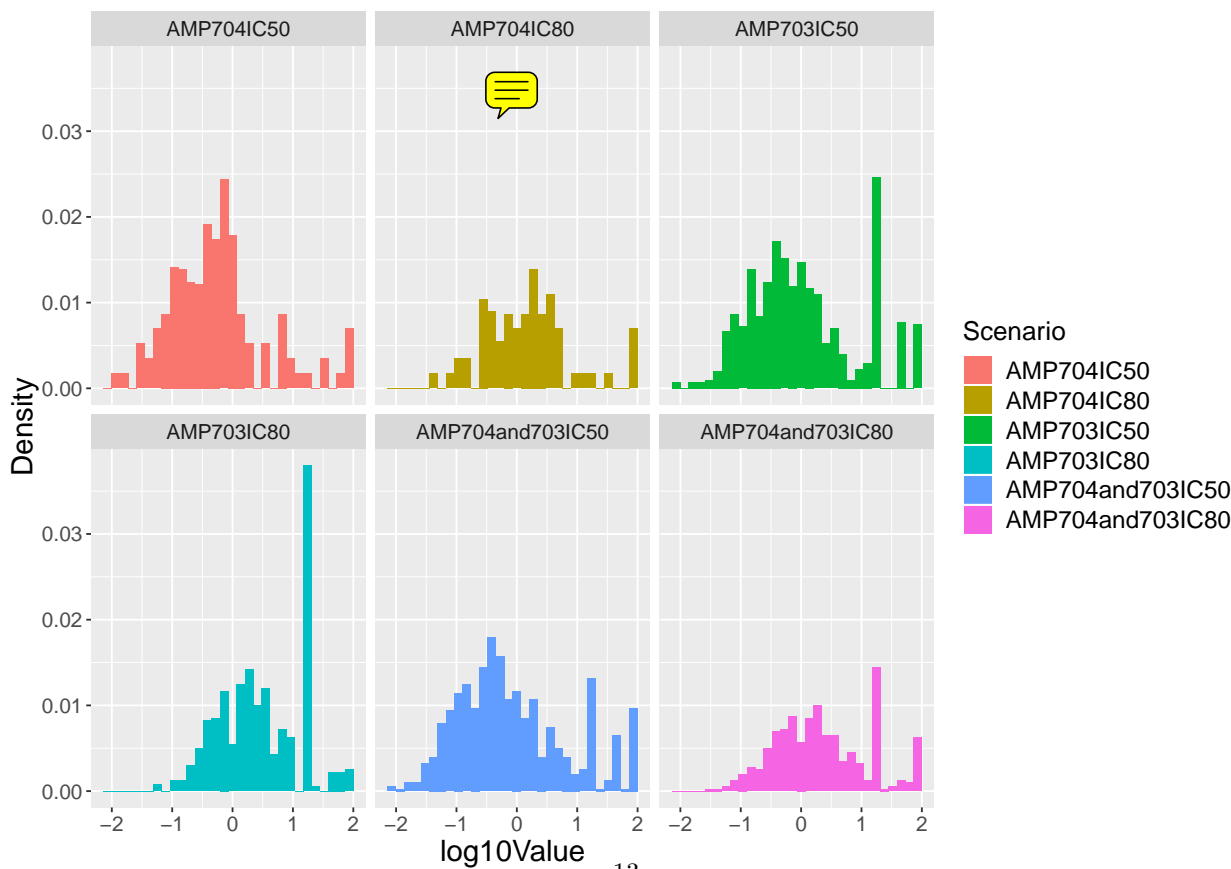 AMP704IC50 AMP704IC80 AMP703IC50
0.03
0.02
0.01
0.00
Density
AMP703IC80 AMP704and703IC50 AMP704and703IC80
0.03
0.02
0.01
0.00
−2 −1 0 1 2 −2 −1 0 1 2 −2 −1 0 1 2
log10Value
Scenario
AMP704IC50
AMP704IC80
AMP703IC50
AMP703IC80
AMP704and703IC50
AMP704and703IC80